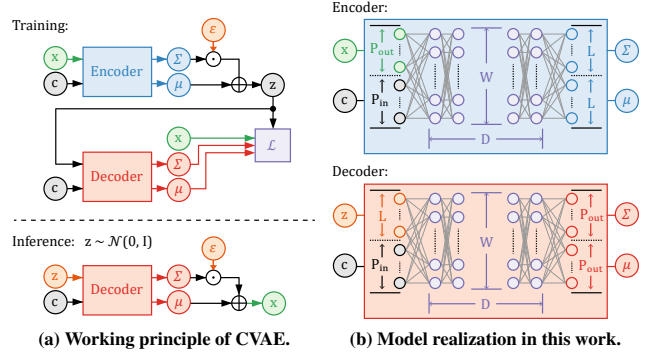 Training:
ε
x
Encoder
Σ
c
μ
z
x
ℒ
Decoder
Σ
c
μ
Inference: z ~ 𝒩(0, I)
ε
z
Decoder
Σ
c
μ
x
(a) Working principle of CVAE.
Encoder:
x
P_out
W
L
Σ
c
P_in
L
μ
D
Decoder:
z
L
W
P_out
Σ
c
P_in
P_out
μ
D
(b) Model realization in this work.